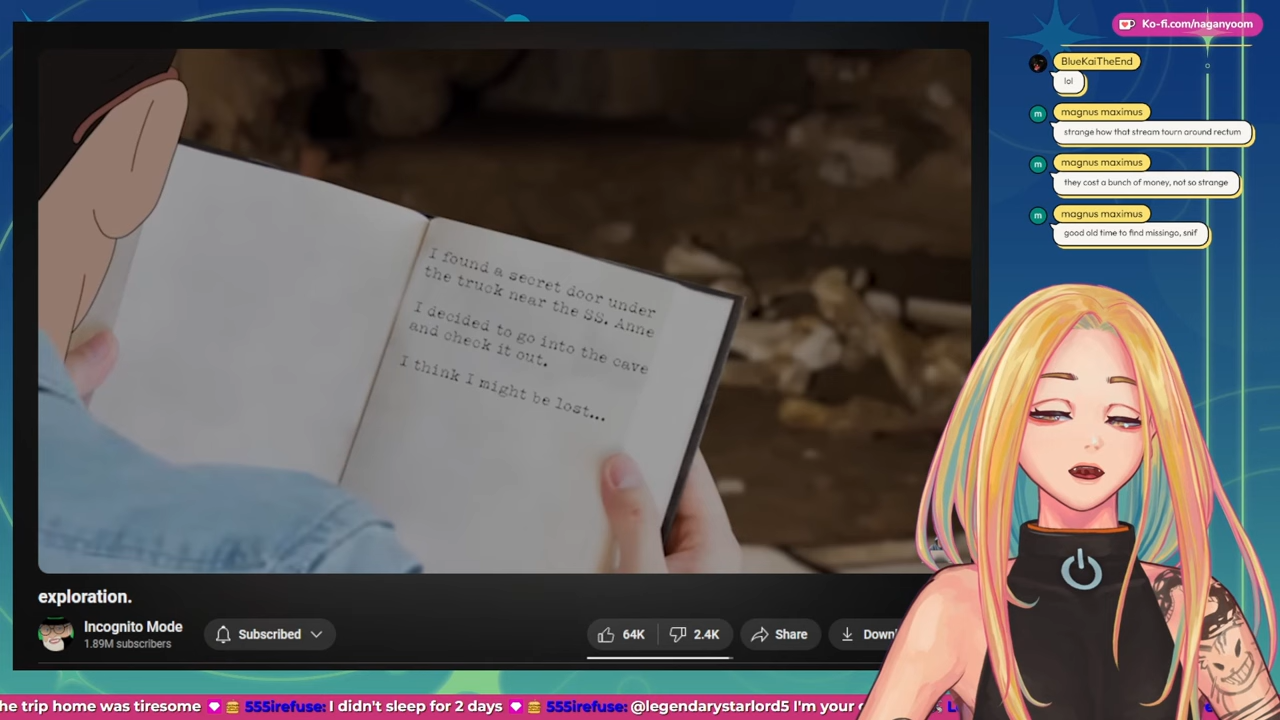 Ko-fi.com/naganyoom
BlueKaiTheEnd
lol
m
magnus maximus
strange how that stream tourn around rectum
m
magnus maximus
they cost a bunch of money, not so strange
m
magnus maximus
good old time to find missingo, snif
I found a secret door under
the truck near the SS. Anne
I decided to go into the cave
and check it out.
I think I might be lost...
exploration.
Incognito Mode
1.89M subscribers
Subscribed
64K
2.4K
Share
Down
he trip home was tiresome 555irefuse: I didn't sleep for 2 days 555irefuse: @legendarystarlord5 I'm your